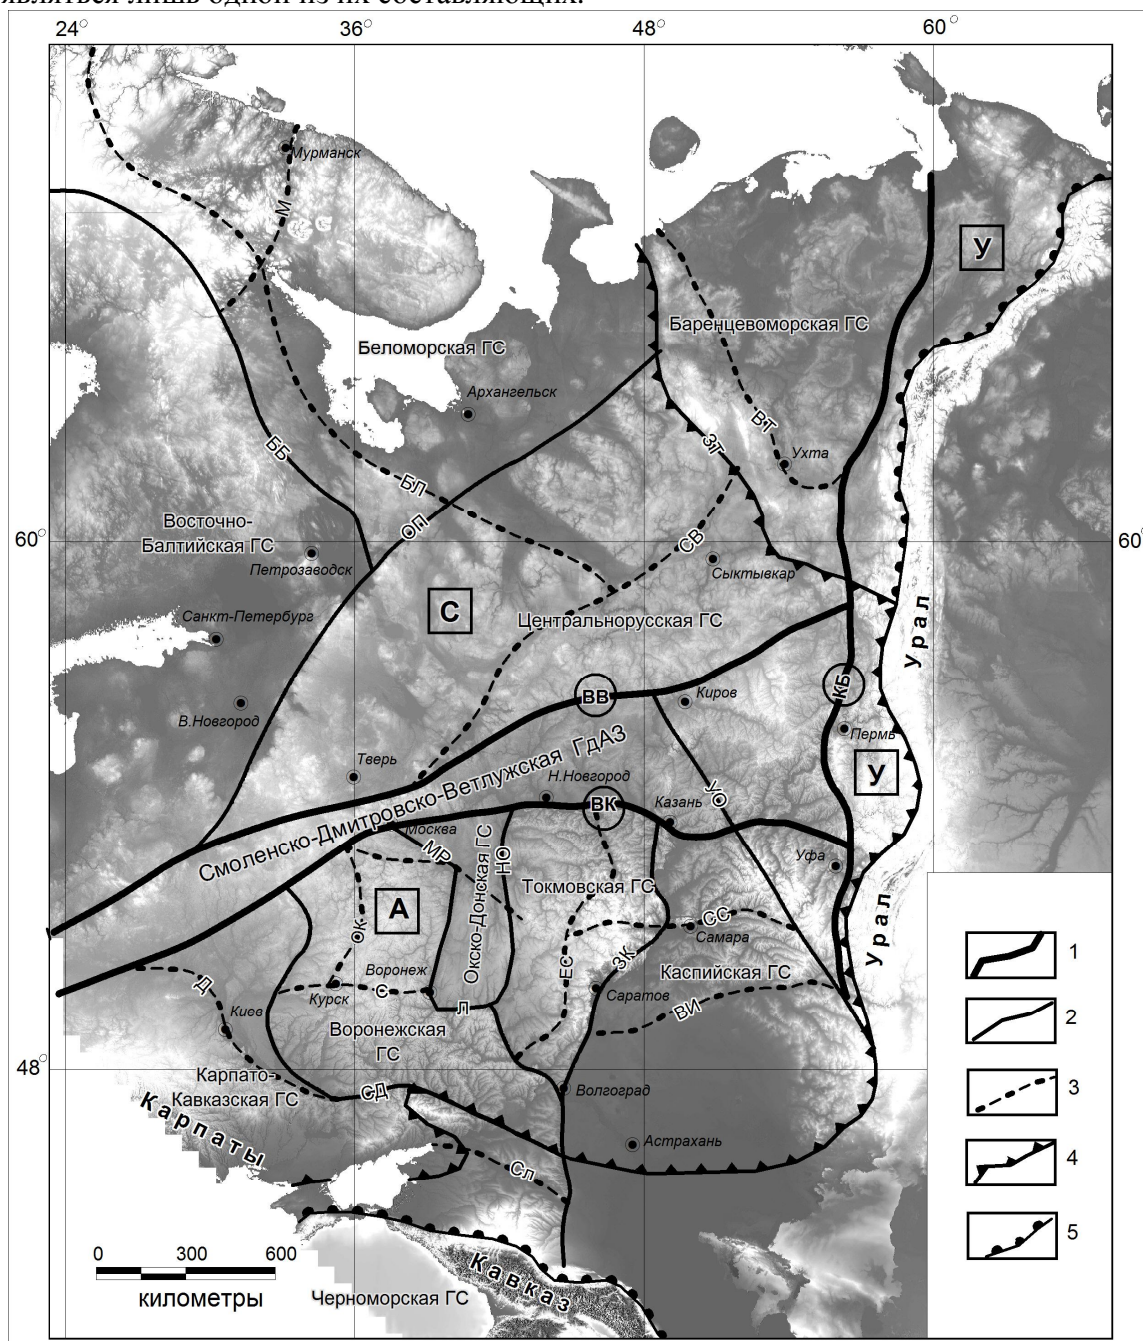 являться лишь одной из их составляющих.
24°
36°
48°
60°
Мурманск
М
У
Баренцевоморская ГС
Беломорская ГС
Архангельск
ББ
БЛ
ЗТ
ВТ
Ухта
ОП
СВ
Восточно-
Балтийская ГС
60°
60°
Петрозаводск
Сыктывкар
С
Санкт-Петербург
Центральнорусская ГС
Урал
В.Новгород
ВВ
Киров
КБ
Пермь
Тверь
Смоленско-Дмитровско-Ветлужская ГдАЗ
Н.Новгород
ВК
УО
У
Казань
Москва
МР
Окско-Донская ГС
НО
Уфа
Токмовская ГС
А
ОК
СС
Самара
Урал
ЕС
ЗК
Воронеж
Каспийская ГС
Д
Курск
С
Л
Саратов
ВИ
Киев
Воронежская
ГС
48°
Карпато-
Кавказская ГС
СД
Волгоград
Карпаты
Астрахань
Сл
Кавказ
Черноморская ГС
0 300 600
километры
1
2
3
4
5